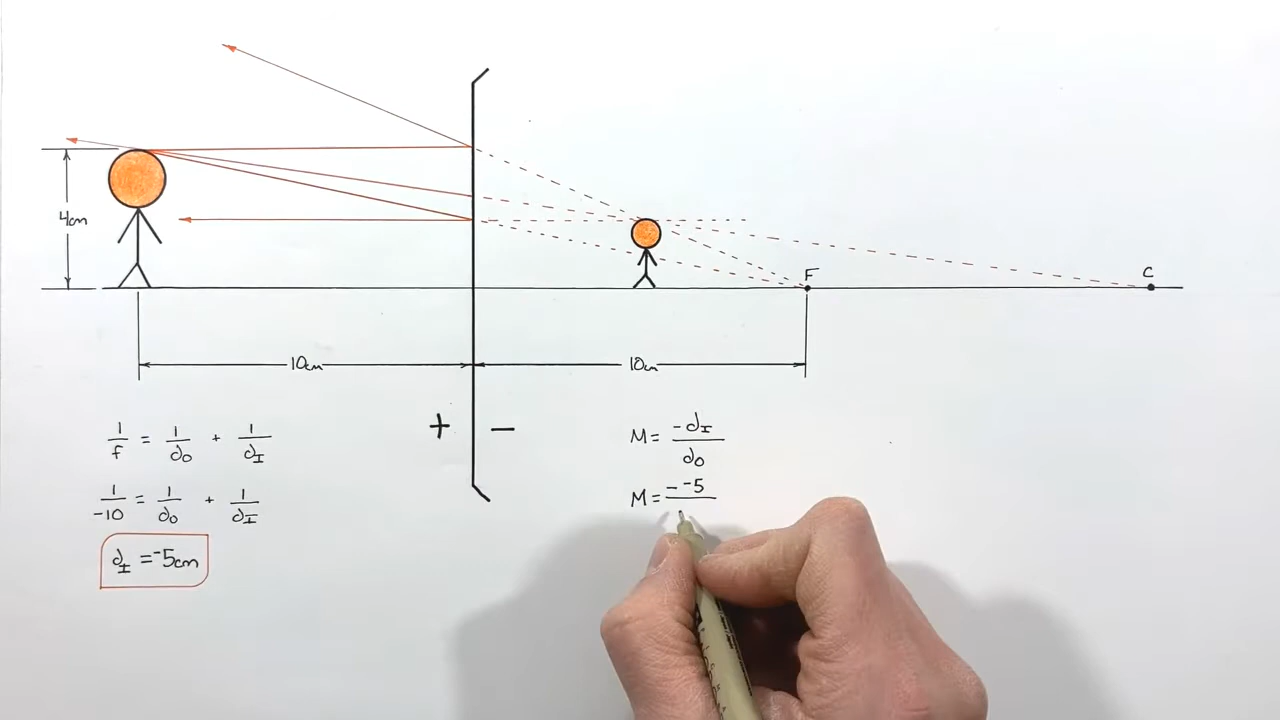 4cm
F
C
10cm
10cm
+ -
1/f = 1/do + 1/dI
1/-10 = 1/do + 1/dI
dI = -5cm
M = -dI/do
M = - -5/